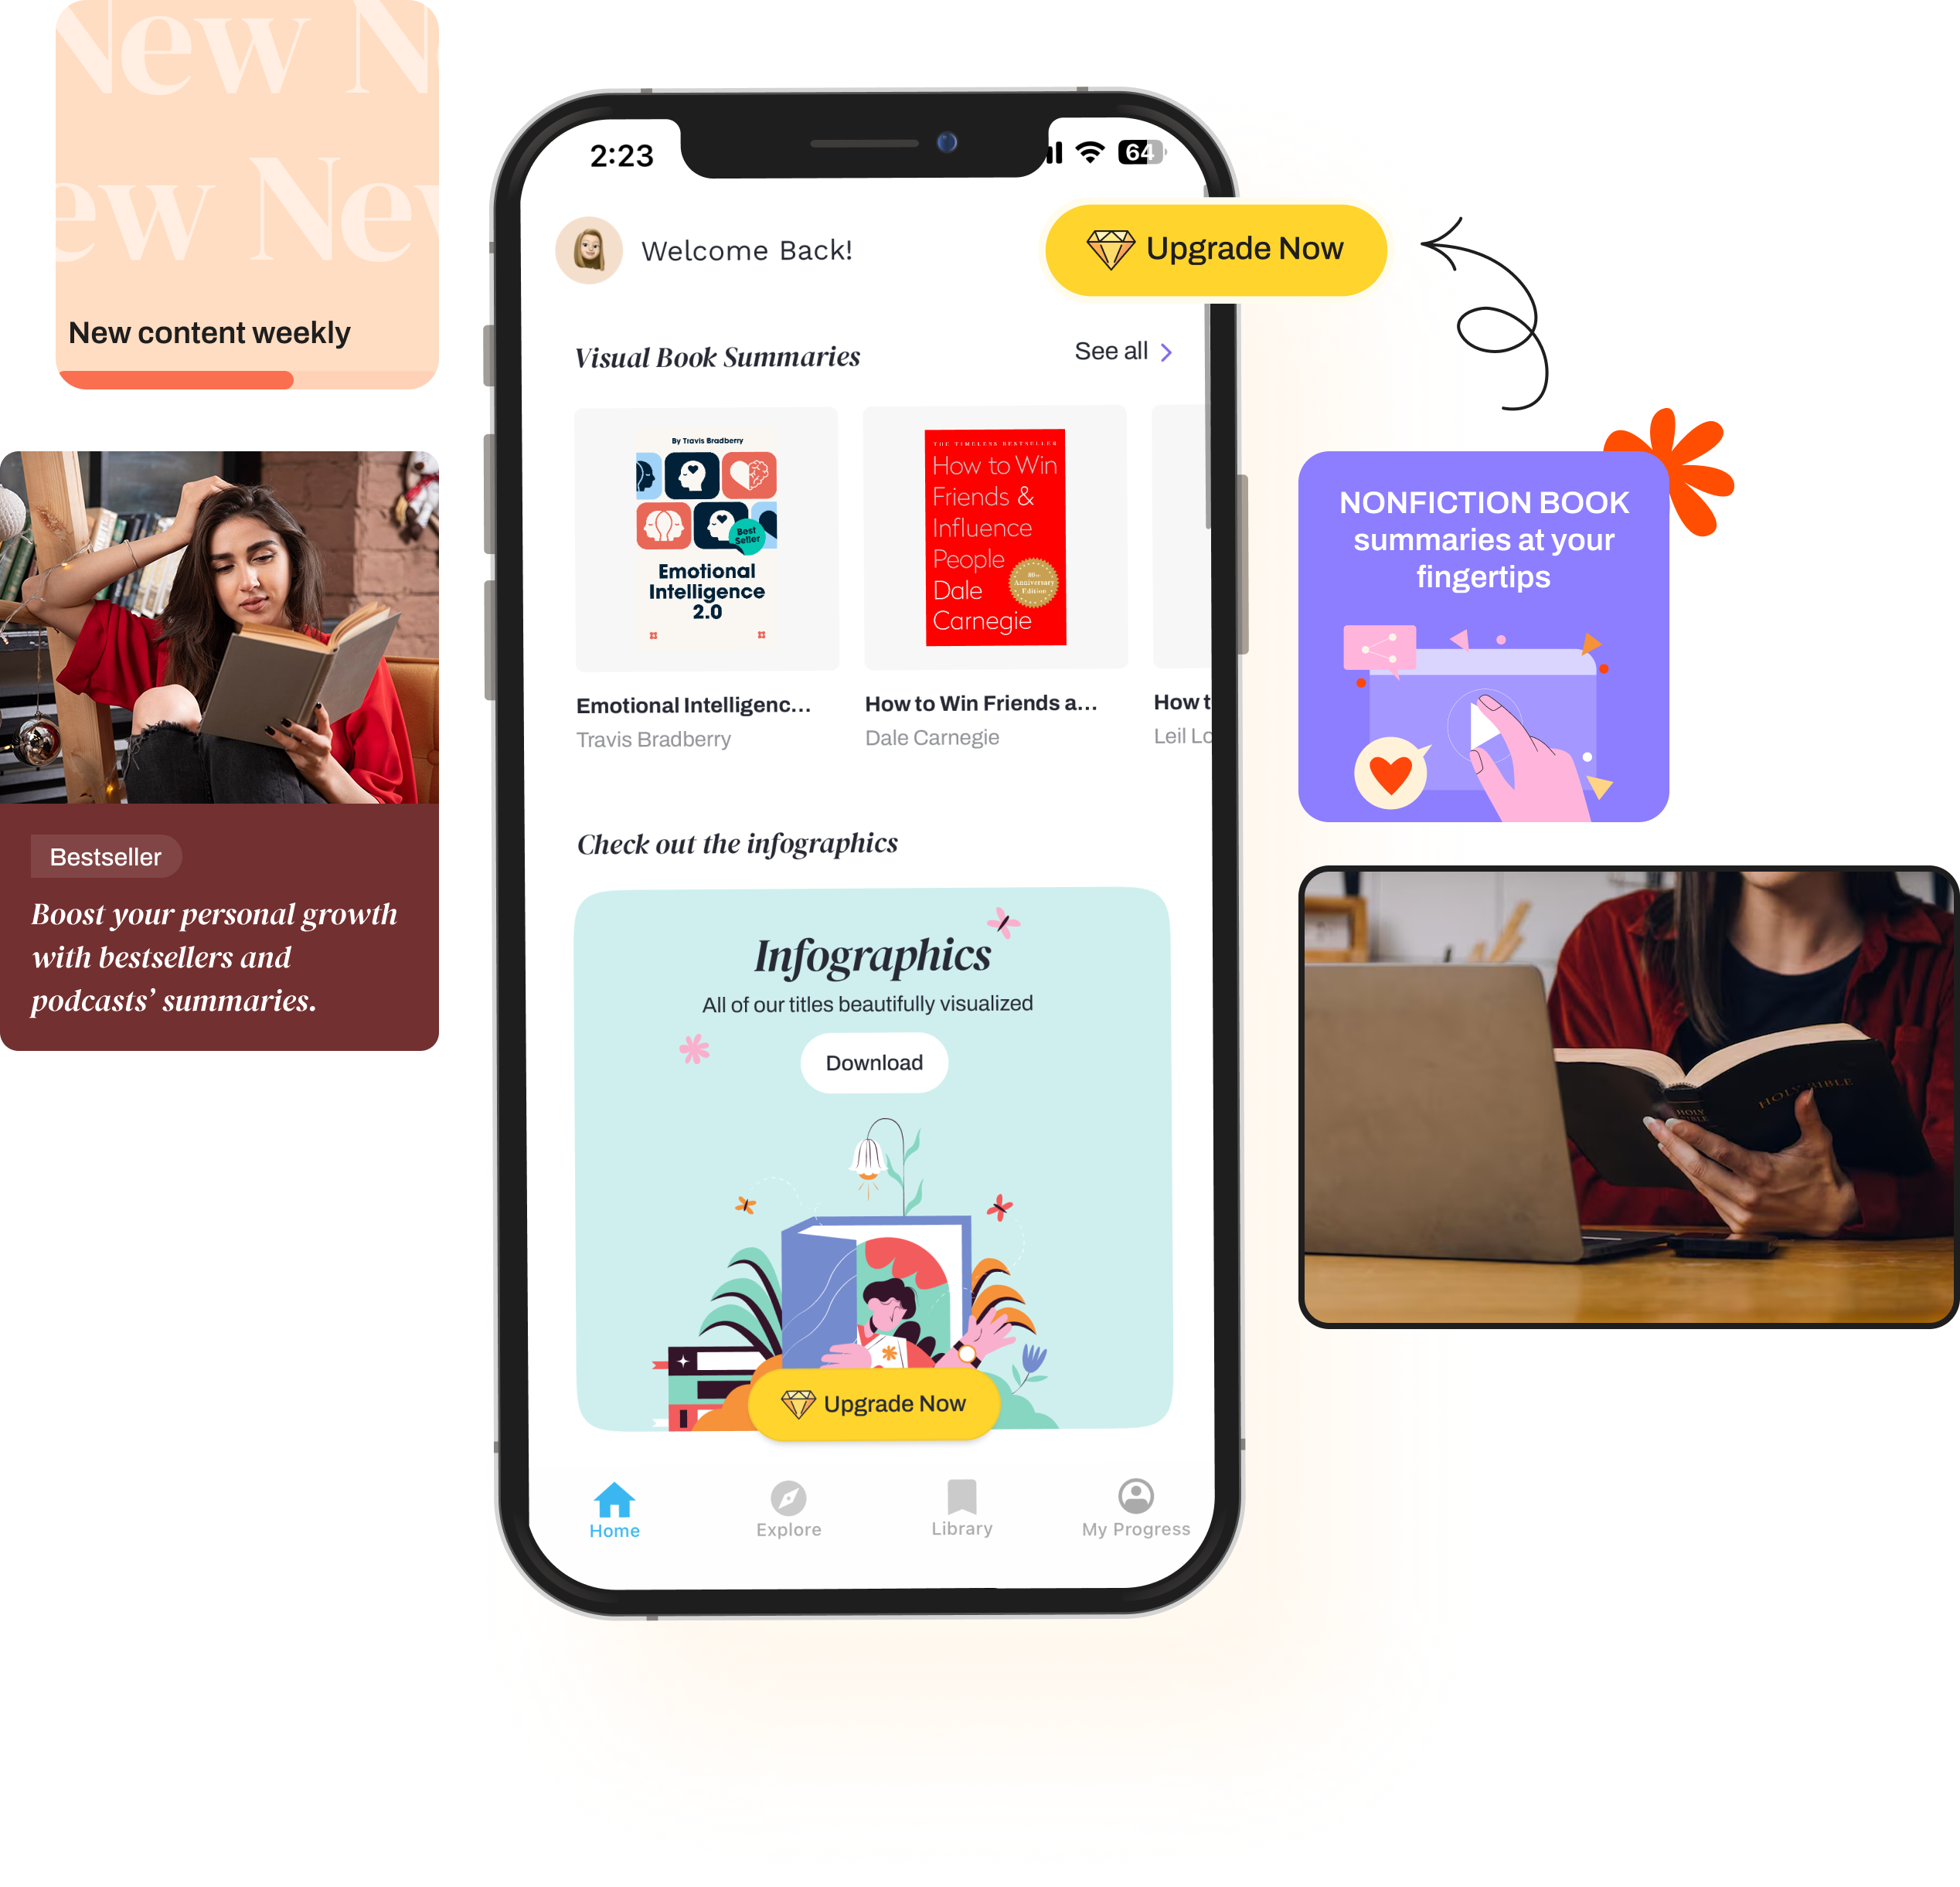 New N
ew New
New content weekly
Bestseller
Boost your personal growth
with bestsellers and
podcasts’ summaries.
2:23
64
Welcome Back!
Upgrade Now
Visual Book Summaries
See all
By Travis Bradberry
Best
Seller
Emotional
Intelligence
2.0
THE TIMELESS BESTSELLER
How to Win
Friends &
Influence
People
Dale
Carnegie
80TH
Anniversary
Edition
Emotional Intelligenc...
Travis Bradberry
How to Win Friends a...
Dale Carnegie
How t
Leil Lo
Check out the infographics
Infographics
All of our titles beautifully visualized
Download
Upgrade Now
Home
Explore
Library
My Progress
NONFICTION BOOK
summaries at your
fingertips
HOLY BIBLE
HOLY
BIBLE